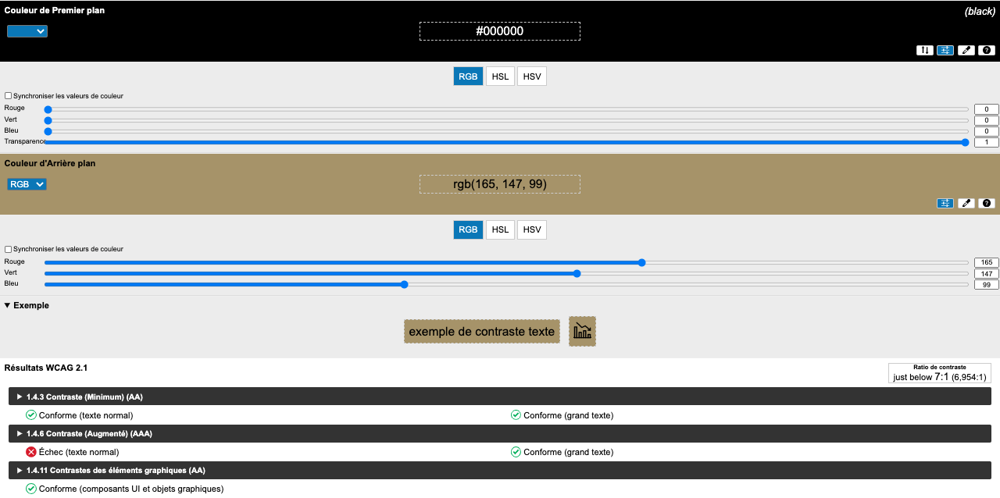 Couleur de Premier plan
(black)
#000000
RGB HSL HSV
Synchroniser les valeurs de couleur
Rouge 0
Vert 0
Bleu 0
Transparence 1
Couleur d'Arrière plan
RGB
rgb(165, 147, 99)
RGB HSL HSV
Synchroniser les valeurs de couleur
Rouge 165
Vert 147
Bleu 99
Exemple
exemple de contraste texte
Résultats WCAG 2.1
Ratio de contraste
just below 7:1 (6,954:1)
1.4.3 Contraste (Minimum) (AA)
Conforme (texte normal) Conforme (grand texte)
1.4.6 Contraste (Augmenté) (AAA)
Échec (texte normal) Conforme (grand texte)
1.4.11 Contrastes des éléments graphiques (AA)
Conforme (composants UI et objets graphiques)